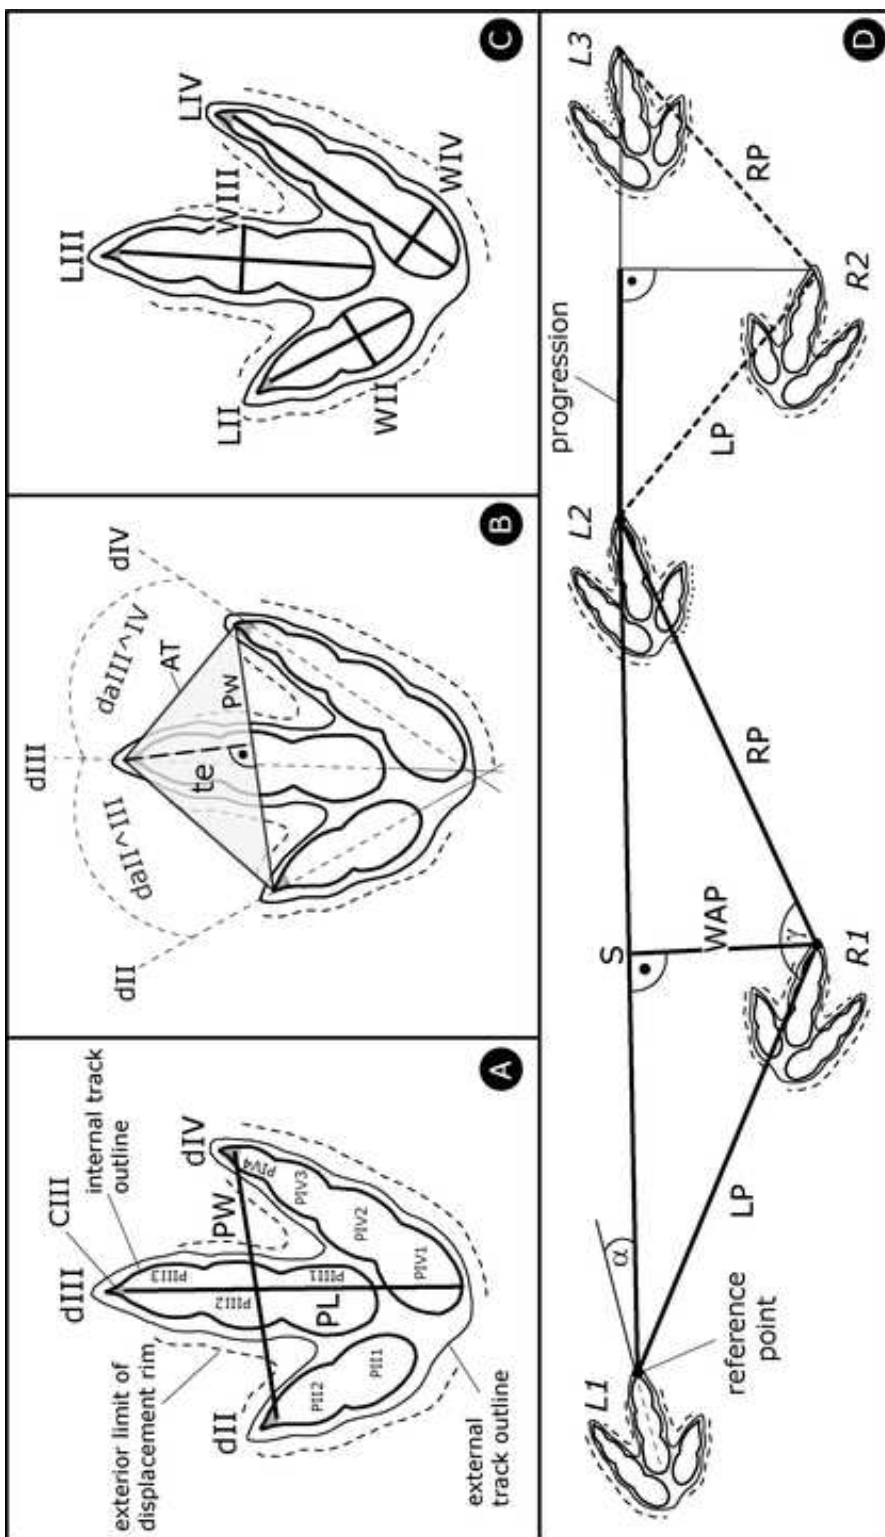 dIII
CIII
internal track
outline
exterior limit of
displacement rim
dII
PW
dIV
PIII3
PIII2
PIII1
PL
PII2
PII1
PIV4
PIV3
PIV2
PIV1
external
track outline
A
dII
daII^III
dIII
daIII^IV
dIV
AT
te
PW
B
LII
LIII
LIV
WIII
WII
WIV
C
L1
α
reference
point
LP
S
WAP
γ
R1
RP
L2
progression
LP
R2
RP
L3
D